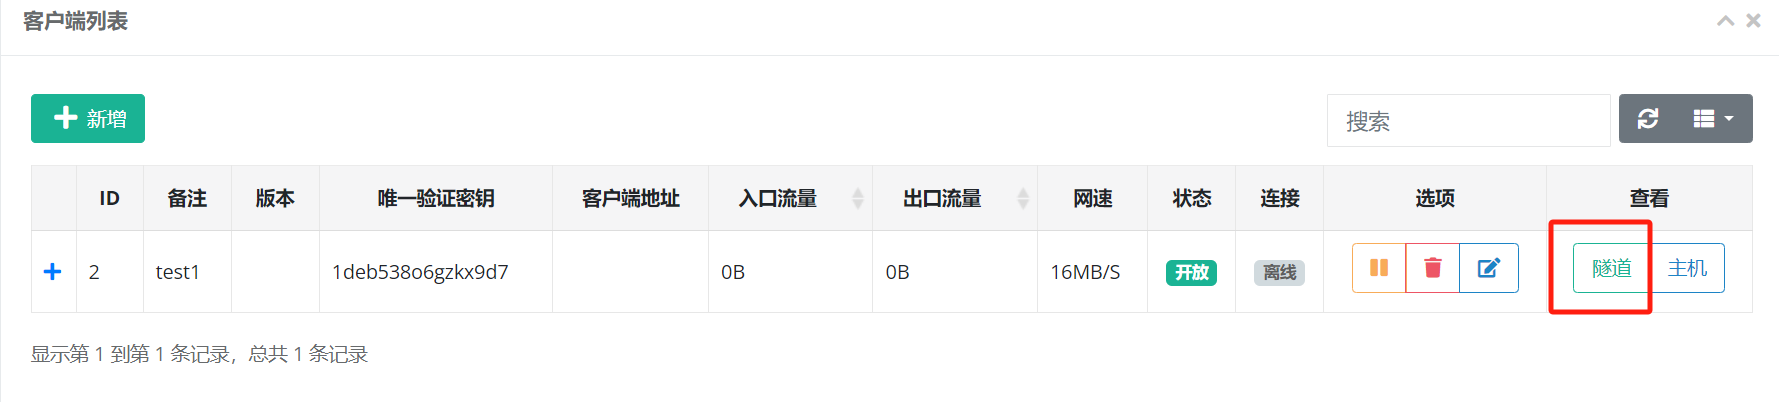 客户端列表
新增
搜索
ID 备注 版本 唯一验证密钥 客户端地址 入口流量 出口流量 网速 状态 连接 选项 查看
2 test1 1deb538o6gzkx9d7 0B 0B 16MB/S 开放 离线 隧道 主机
显示第 1 到第 1 条记录，总共 1 条记录